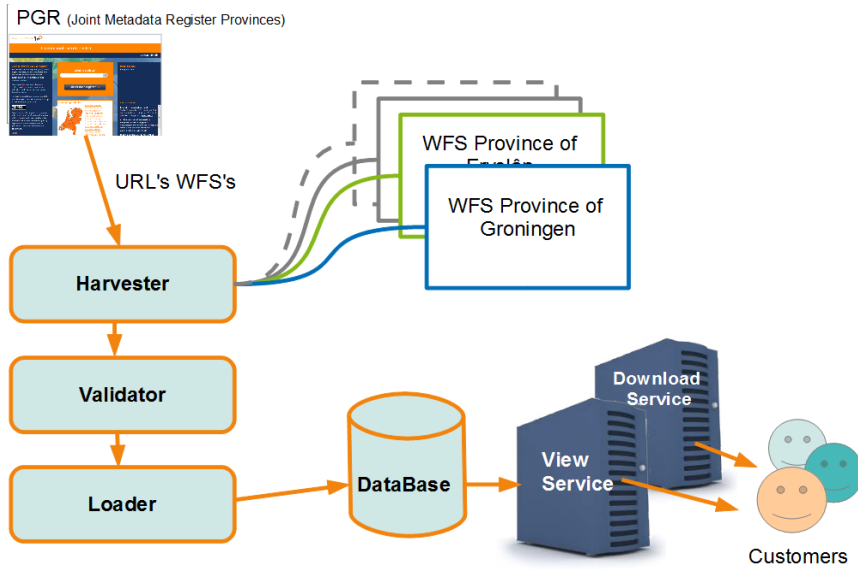 PGR (Joint Metadata Register Provinces)
URL's WFS's
WFS Province of
Fryslân
WFS Province of
Groningen
Harvester
Validator
Loader
DataBase
Download
Service
View
Service
Customers